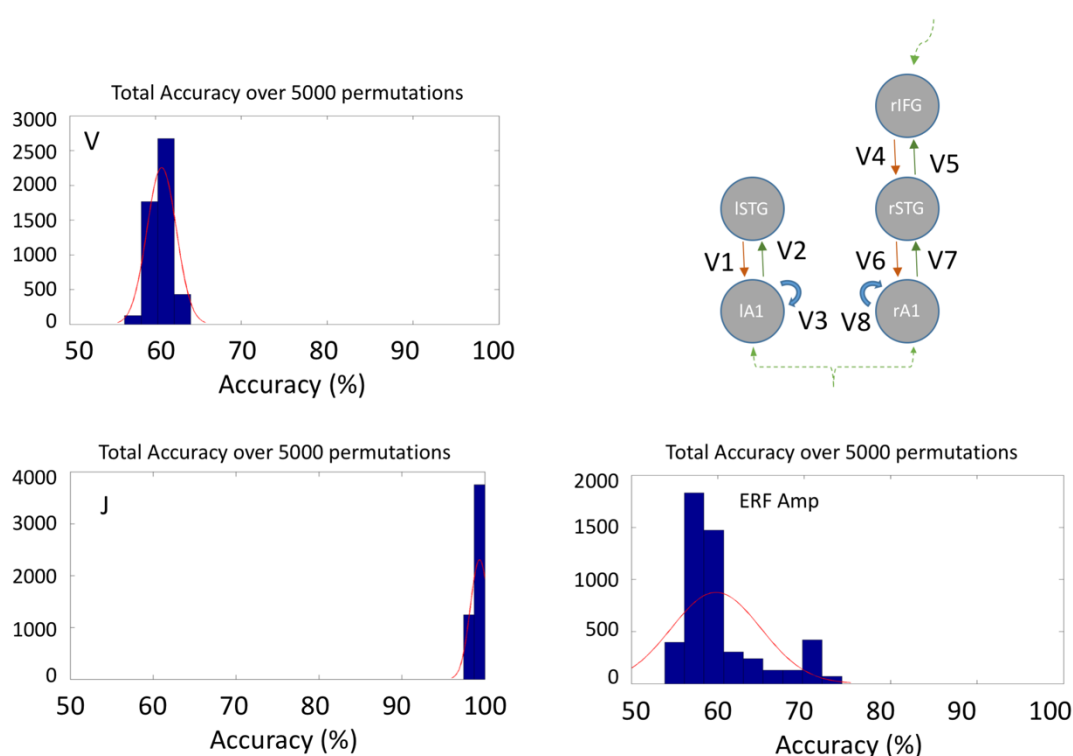 Total Accuracy over 5000 permutations
V
3000
2500
2000
1500
1000
500
0
50 60 70 80 90 100
Accuracy (%)
rIFG
V4 V5
lSTG rSTG
V1 V2 V6 V7
lA1 rA1
V3 V8
Total Accuracy over 5000 permutations
J
4000
3000
2000
1000
0
50 60 70 80 90 100
Accuracy (%)
Total Accuracy over 5000 permutations
ERF Amp
2000
1500
1000
500
0
50 60 70 80 90 100
Accuracy (%)